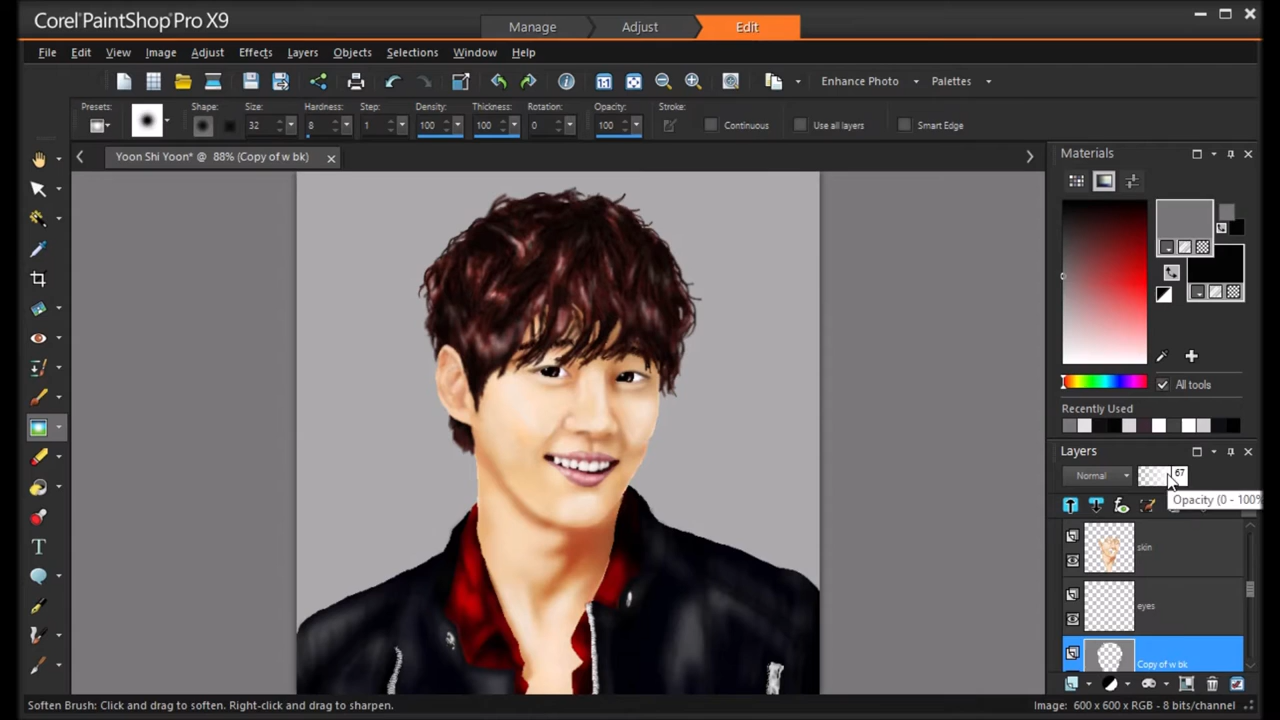 Corel PaintShop Pro X9
Manage
Adjust
Edit
File Edit View Image Adjust Effects Layers Objects Selections Window Help
1:1
Enhance Photo
Palettes
Presets:
Shape:
Size:
Hardness:
Step:
Density:
Thickness:
Rotation:
Opacity:
Stroke:
32
8
1
100
100
0
100
Continuous
Use all layers
Smart Edge
Yoon Shi Yoon* @ 88% (Copy of w bk)
Materials
All tools
Recently Used
Layers
Normal
67
Opacity (0 - 100%
skin
eyes
Copy of w bk
T
Soften Brush: Click and drag to soften. Right-click and drag to sharpen.
Image: 600 x 600 x RGB - 8 bits/channel